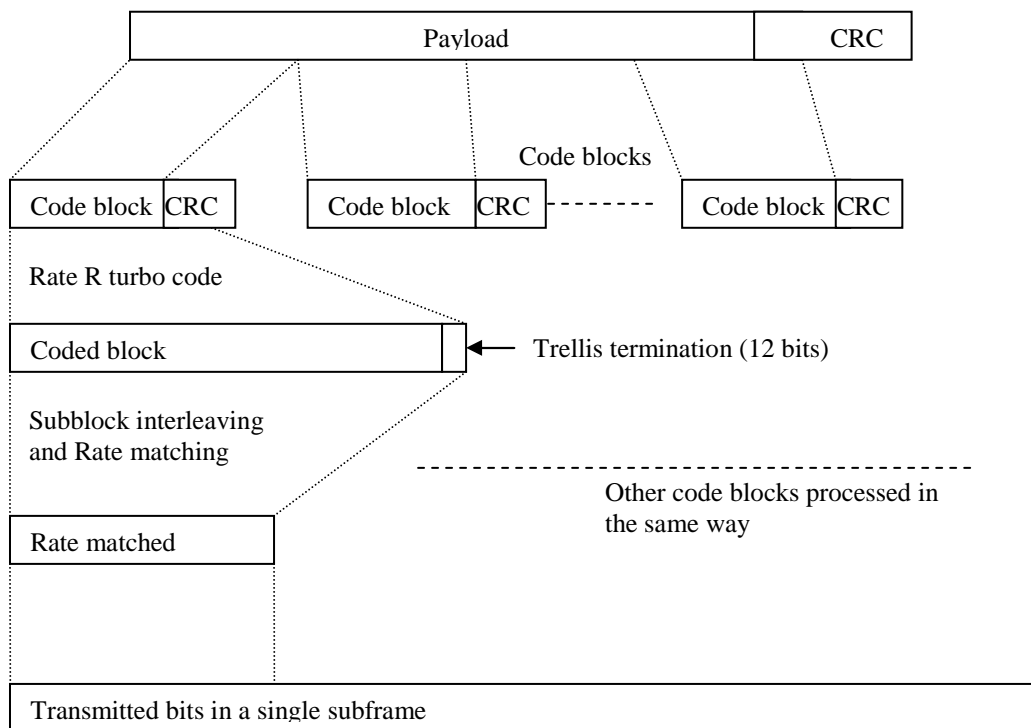 Payload
CRC
Code blocks
Code block
CRC
Code block
CRC
Code block
CRC
Rate R turbo code
Coded block
Trellis termination (12 bits)
Subblock interleaving
and Rate matching
Other code blocks processed in
the same way
Rate matched
Transmitted bits in a single subframe